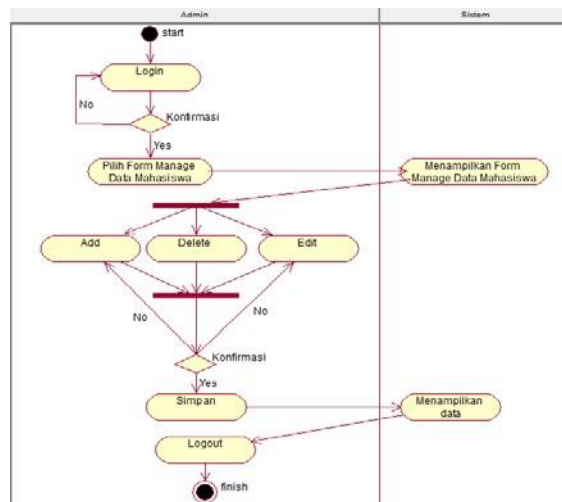 Admin
Sistem
start
Login
No
Konfirmasi
Yes
Pilih Form Manage
Data Mahasiswa
Menampilkan Form
Manage Data Mahasiswa
Add
Delete
Edit
No
No
Konfirmasi
Yes
Simpan
Menampilkan
data
Logout
finish